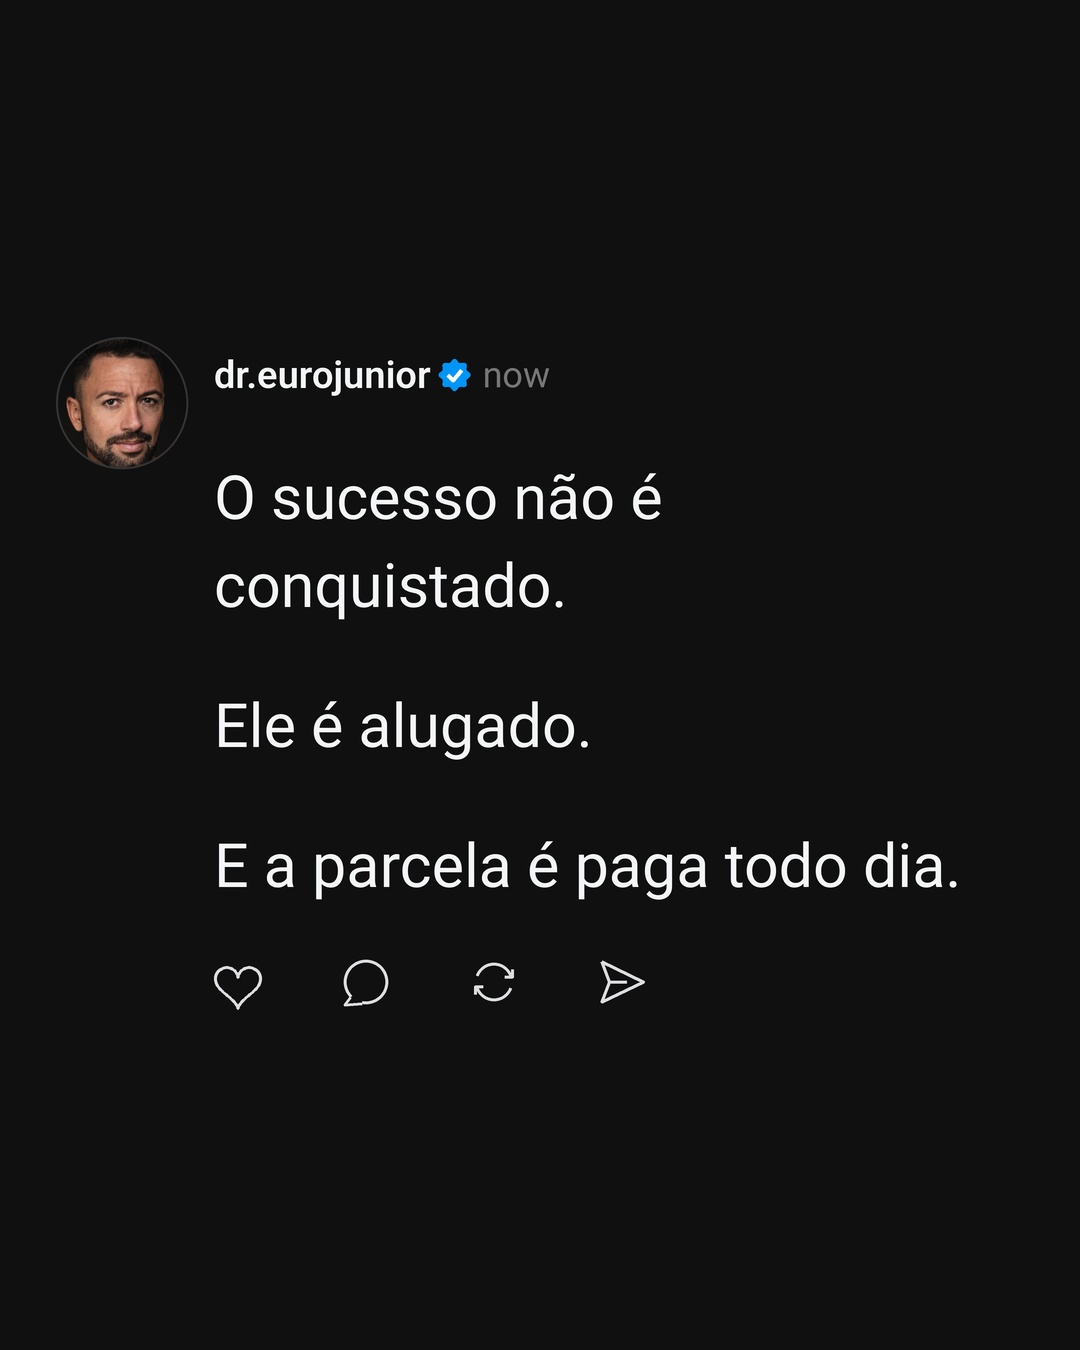 dr.eurojunior now
O sucesso não é
conquistado.
Ele é alugado.
E a parcela é paga todo dia.